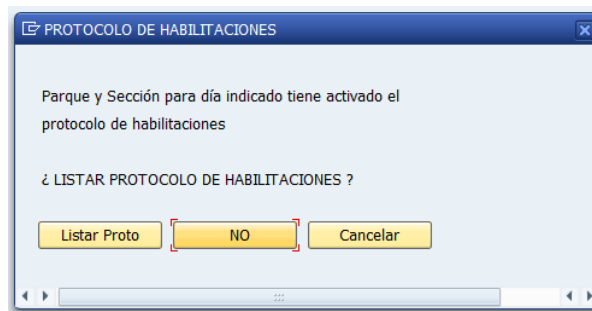 PROTOCOLO DE HABILITACIONES
Parque y Sección para día indicado tiene activado el
protocolo de habilitaciones
¿ LISTAR PROTOCOLO DE HABILITACIONES ?
Listar Proto NO Cancelar